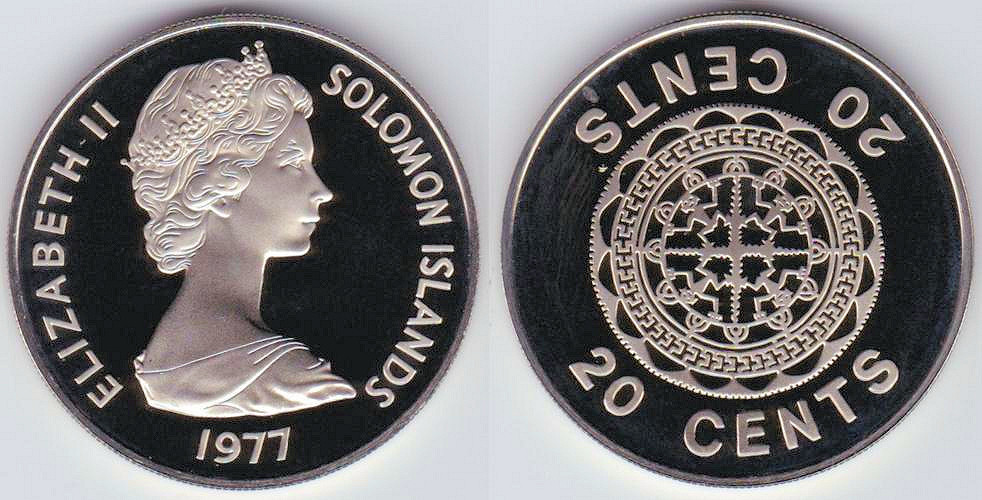 ELIZABETH · II
SOLOMON ISLANDS
1977
20 CENTS
20 CENTS